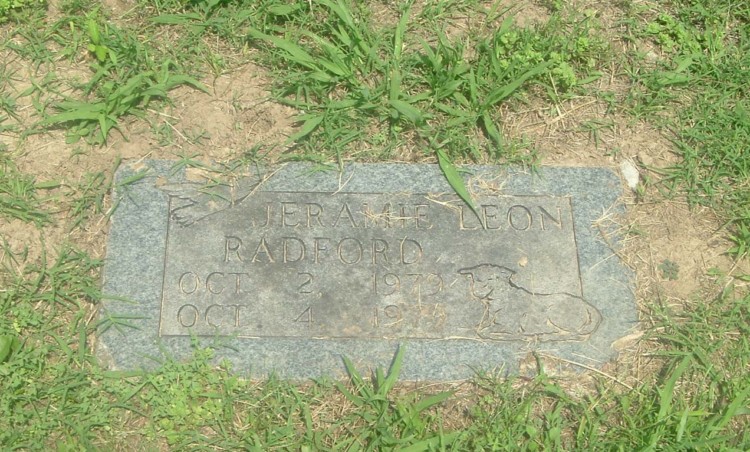 JERAMIE LEON
RADFORD
OCT 2
OCT 4